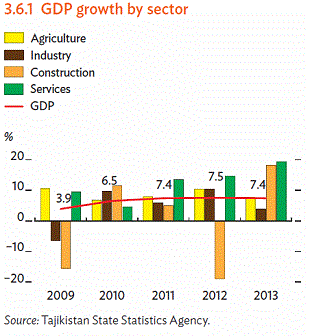 3.6.1 GDP growth by sector
Agriculture
Industry
Construction
Services
GDP
%
20
10
0
−10
−20
3.9
6.5
7.4
7.5
7.4
2009 2010 2011 2012 2013
Source: Tajikistan State Statistics Agency.